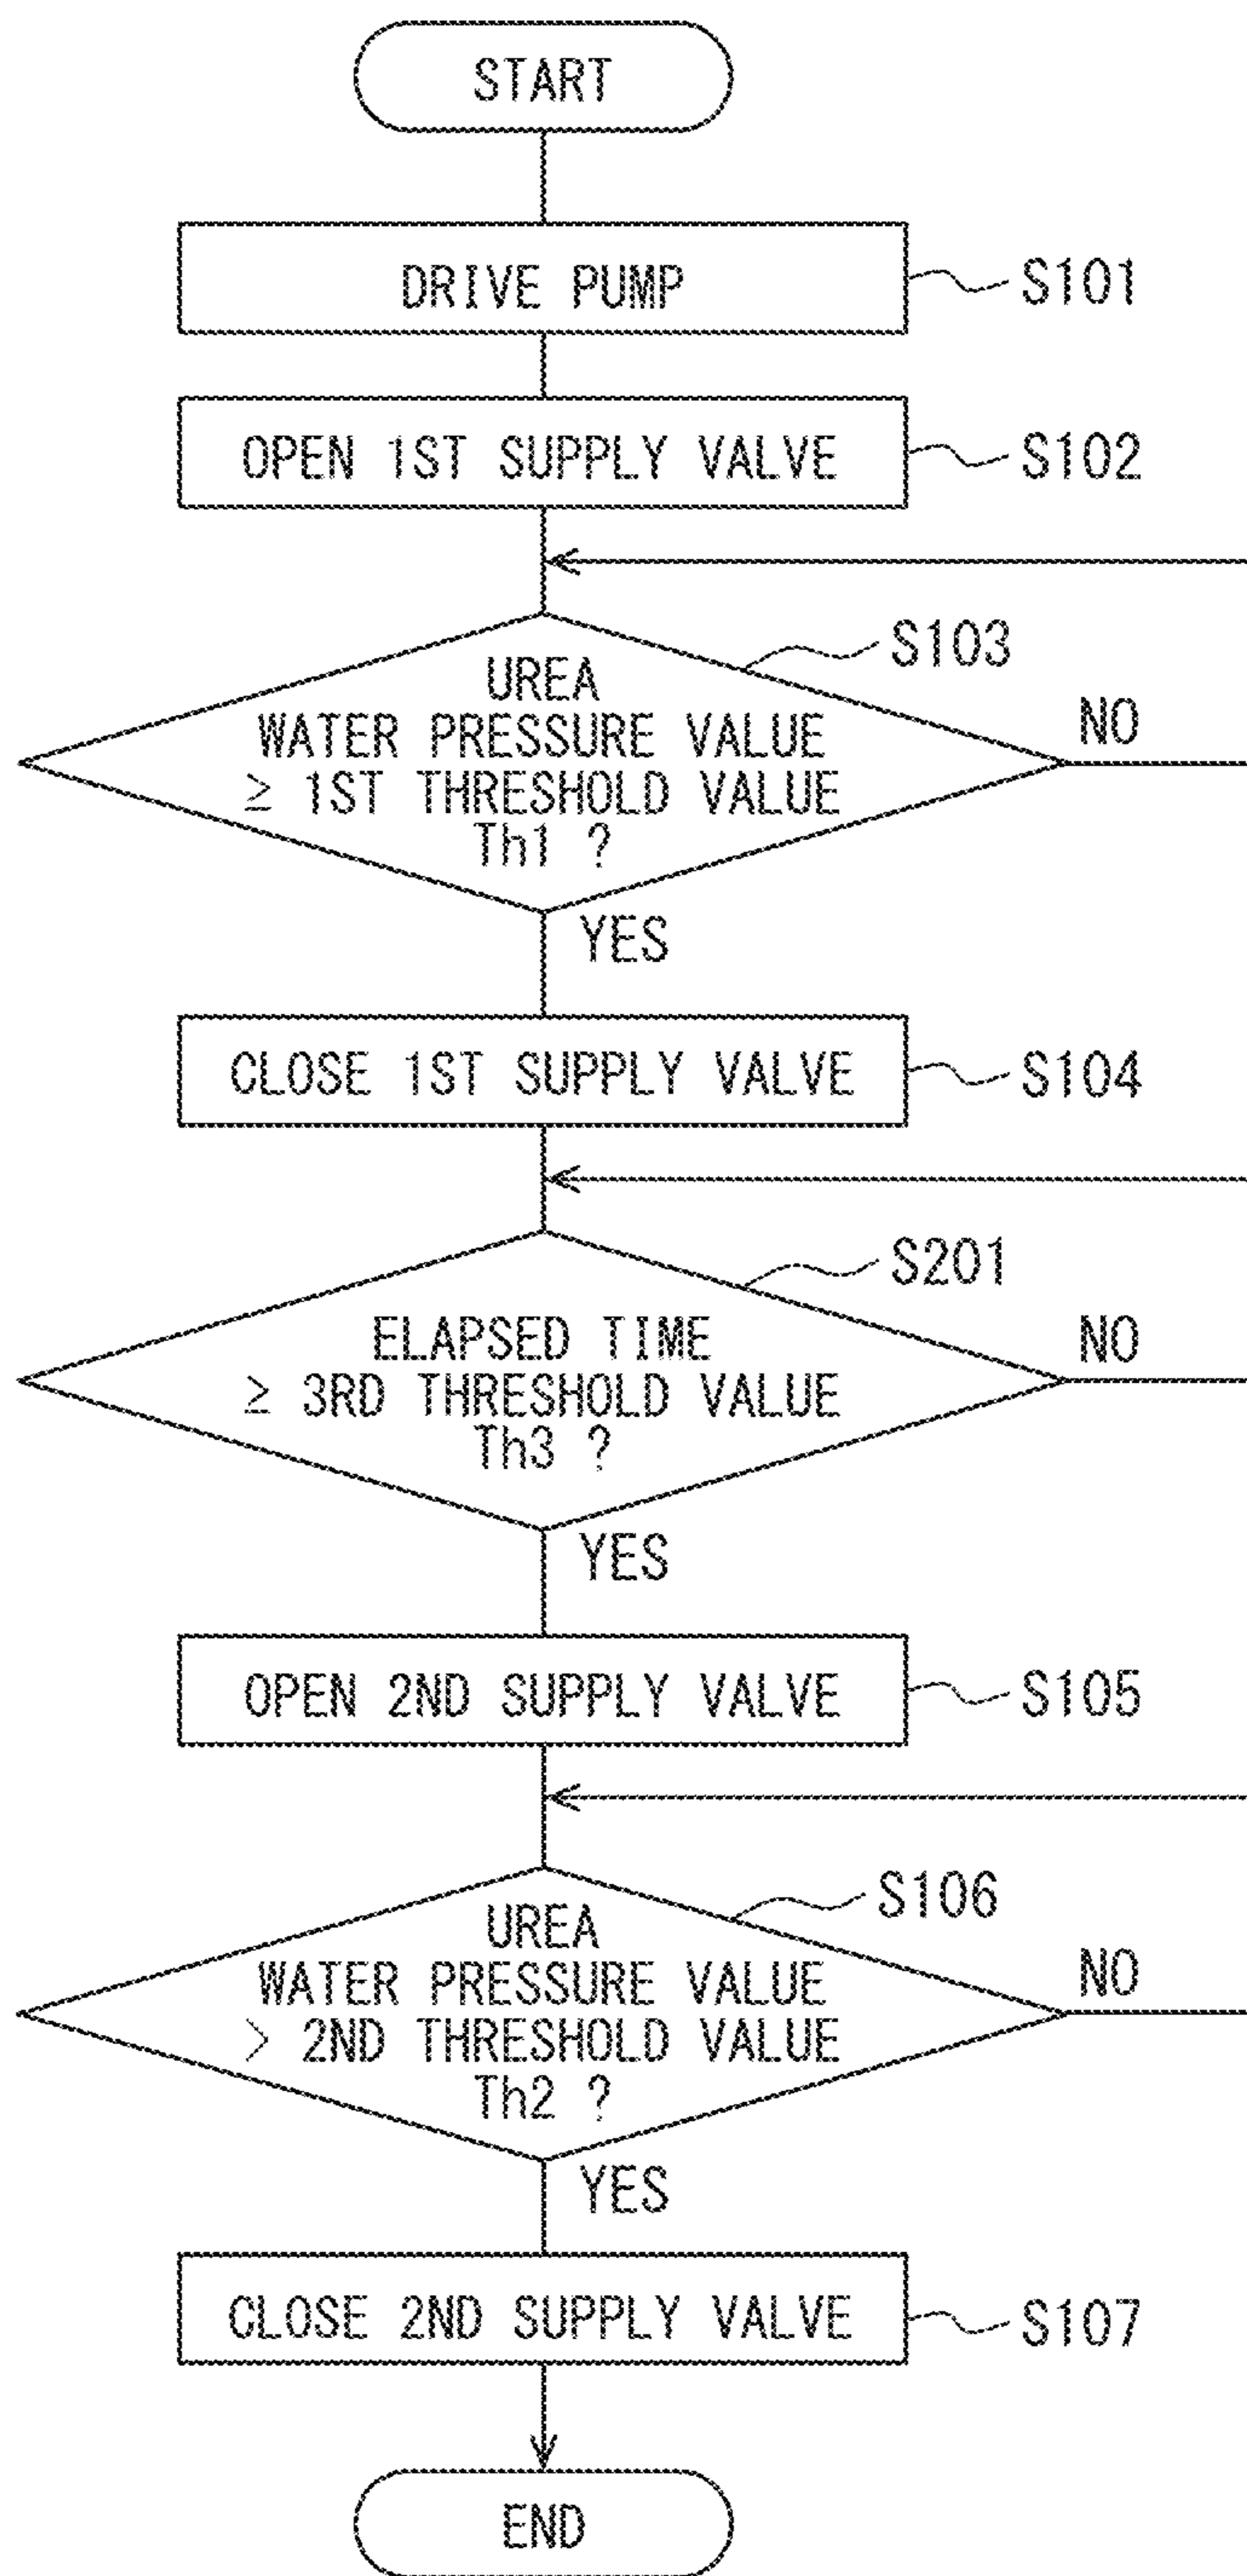 START
DRIVE PUMP
S101
OPEN 1ST SUPPLY VALVE
S102
S103
UREA
WATER PRESSURE VALUE
≥ 1ST THRESHOLD VALUE
Th1 ?
NO
YES
CLOSE 1ST SUPPLY VALVE
S104
S201
ELAPSED TIME
≥ 3RD THRESHOLD VALUE
Th3 ?
NO
YES
OPEN 2ND SUPPLY VALVE
S105
S106
UREA
WATER PRESSURE VALUE
> 2ND THRESHOLD VALUE
Th2 ?
NO
YES
CLOSE 2ND SUPPLY VALVE
S107
END